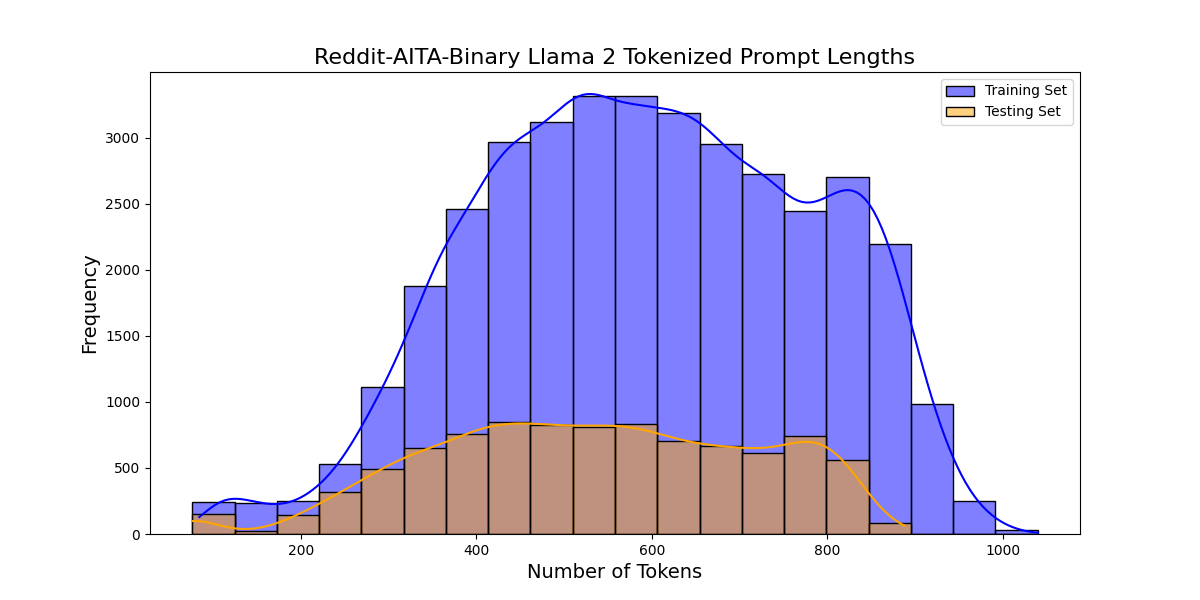 Reddit-AITA-Binary Llama 2 Tokenized Prompt Lengths
Training Set
Testing Set
Frequency
3000
2500
2000
1500
1000
500
0
200
400
600
800
1000
Number of Tokens